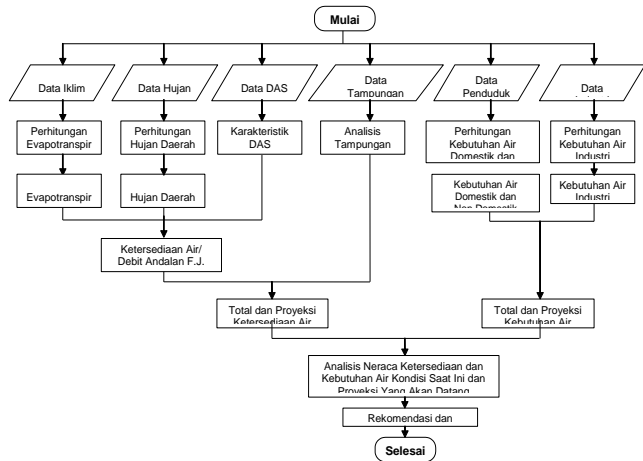 Mulai
Data Iklim
Data Hujan
Data DAS
Data
Tampungan
Data
Penduduk
Data
Perhitungan
Evapotranspir
Perhitungan
Hujan Daerah
Karakteristik
DAS
Analisis
Tampungan
Perhitungan
Kebutuhan Air
Domestik dan
Perhitungan
Kebutuhan Air
Industri
Evapotranspir
Hujan Daerah
Kebutuhan Air
Domestik dan
Non Domestik
Kebutuhan Air
Industri
Ketersediaan Air/
Debit Andalan F.J.
Total dan Proyeksi
Ketersediaan Air
Total dan Proyeksi
Kebutuhan Air
Analisis Neraca Ketersediaan dan
Kebutuhan Air Kondisi Saat Ini dan
Proyeksi Yang Akan Datang
Rekomendasi dan
Selesai